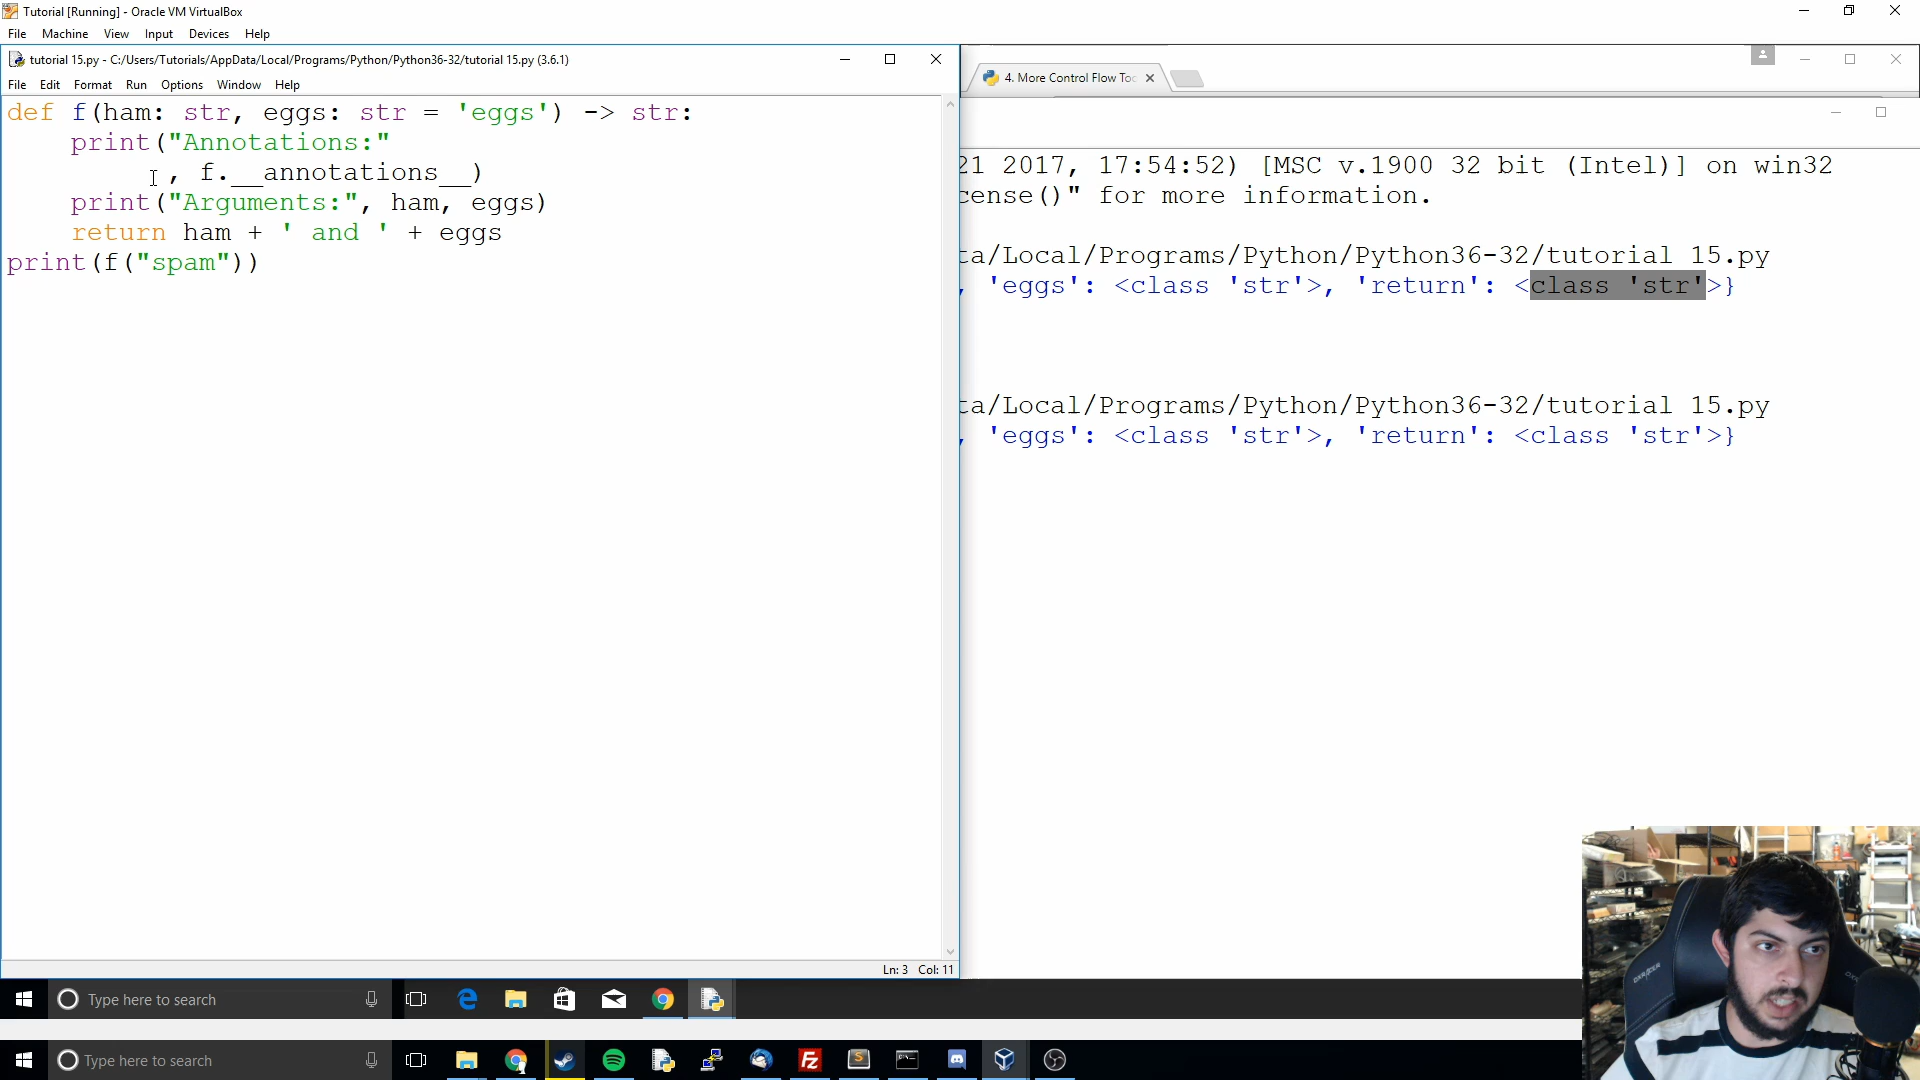 Tutorial [Running] - Oracle VM VirtualBox
File Machine View Input Devices Help
tutorial 15.py - C:/Users/Tutorials/AppData/Local/Programs/Python/Python36-32/tutorial 15.py (3.6.1)
File Edit Format Run Options Window Help
def f(ham: str, eggs: str = 'eggs') -> str:
    print("Annotations:"
          , f.__annotations__)
    print("Arguments:", ham, eggs)
    return ham + ' and ' + eggs
print(f("spam"))
Ln: 3 Col: 11
4. More Control Flow Too
21 2017, 17:54:52) [MSC v.1900 32 bit (Intel)] on win32
cense()" for more information.
ta/Local/Programs/Python/Python36-32/tutorial 15.py
, 'eggs': <class 'str'>, 'return': <class 'str'>}
ta/Local/Programs/Python/Python36-32/tutorial 15.py
, 'eggs': <class 'str'>, 'return': <class 'str'>}
Type here to search
Type here to search